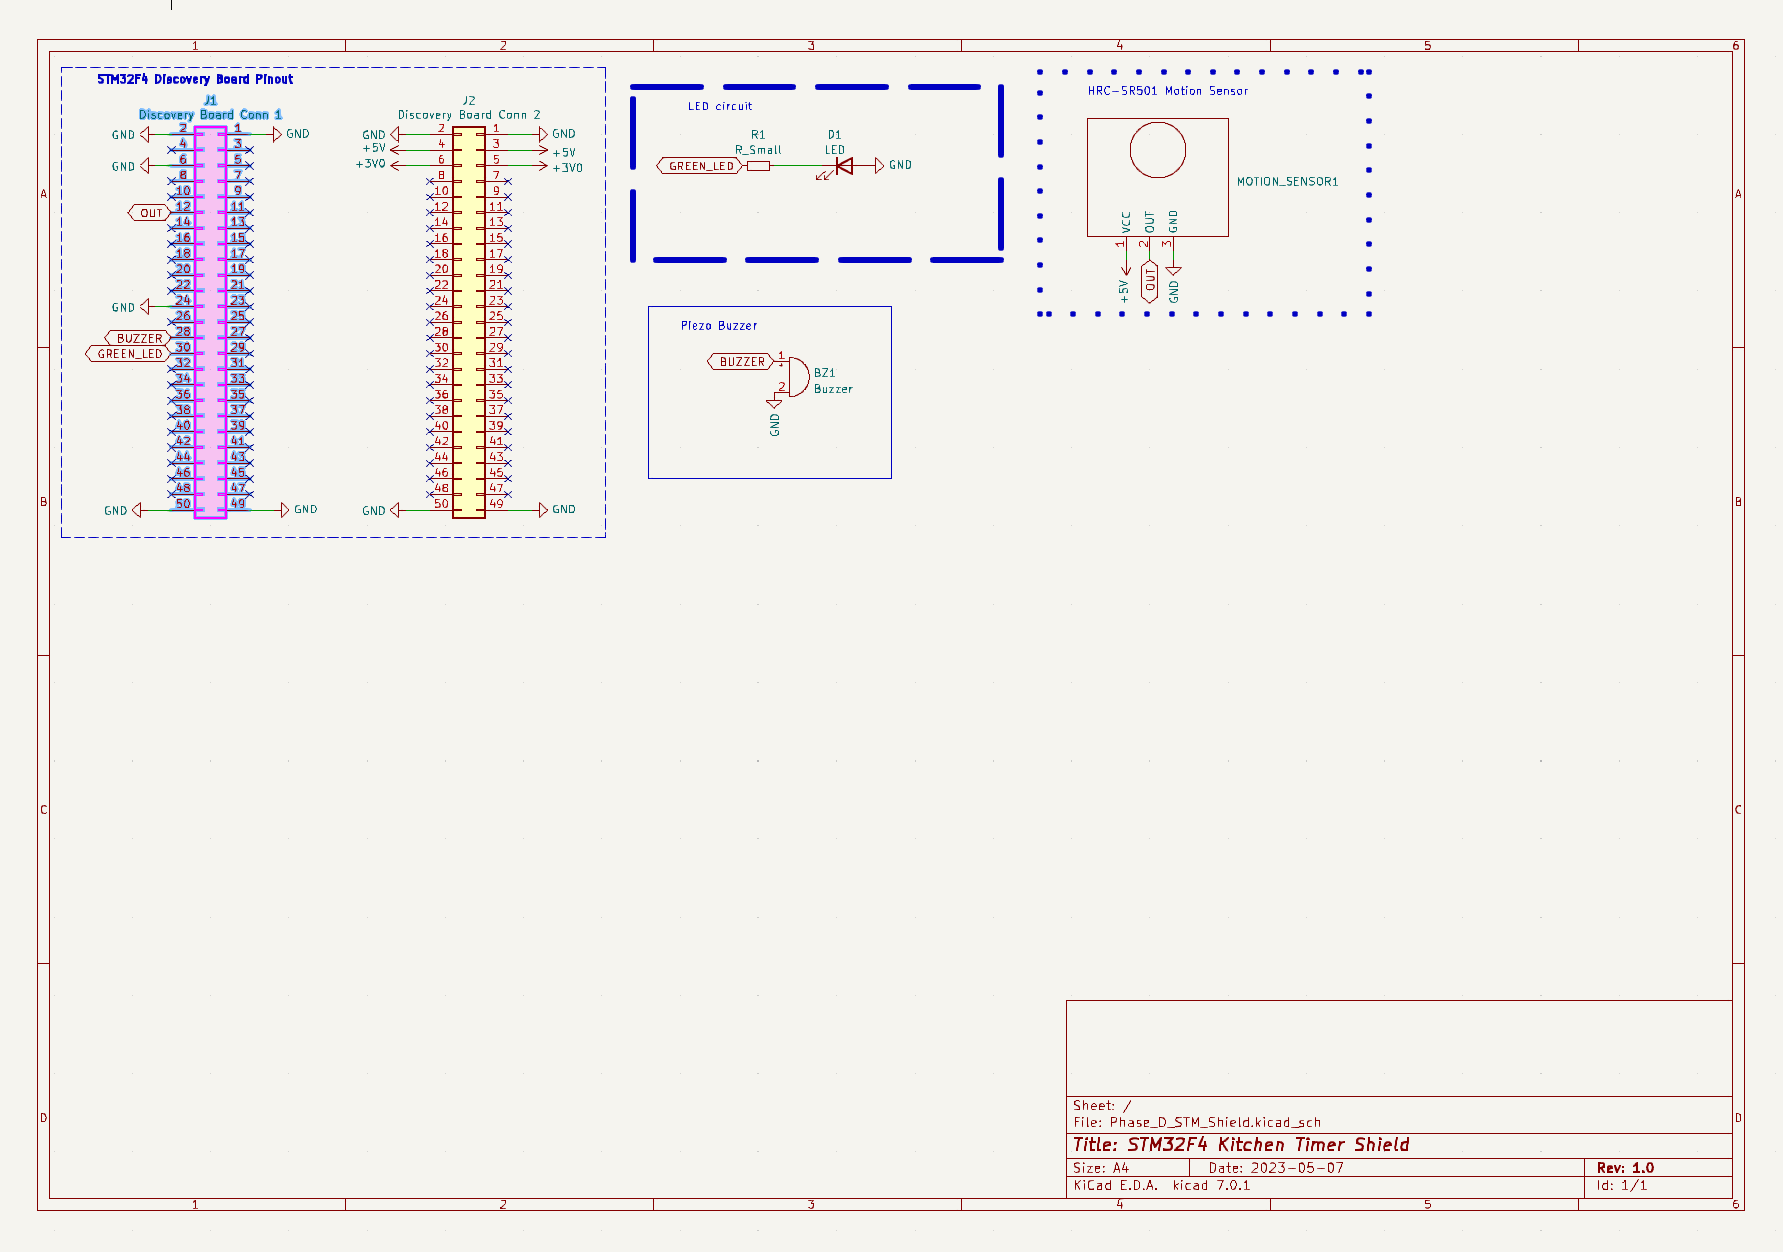 1 2 3 4 5 6
STM32F4 Discovery Board Pinout
J1
Discovery Board Conn 1
GND 2 1 GND
4 3
GND 6 5
8 7
10 9
OUT 12 11
14 13
16 15
18 17
20 19
22 21
GND 24 23
26 25
BUZZER 28 27
GREEN_LED 30 29
32 31
34 33
36 35
38 37
40 39
42 41
44 43
46 45
48 47
GND 50 49 GND
J2
Discovery Board Conn 2
GND 2 1 GND
+5V 4 3 +5V
+3V0 6 5 +3V0
8 7
10 9
12 11
14 13
16 15
18 17
20 19
22 21
24 23
26 25
28 27
30 29
32 31
34 33
36 35
38 37
40 39
42 41
44 43
46 45
48 47
GND 50 49 GND
LED circuit
R1
R_Small
D1
LED
GREEN_LED
GND
HRC-SR501 Motion Sensor
MOTION_SENSOR1
VCC OUT GND
1 2 3
+5V OUT GND
Piezo Buzzer
BUZZER 1
+
2
BZ1
Buzzer
GND
A A
B B
C C
D D
Sheet: /
File: Phase_D_STM_Shield.kicad_sch
Title: STM32F4 Kitchen Timer Shield
Size: A4 Date: 2023-05-07 Rev: 1.0
KiCad E.D.A. kicad 7.0.1 Id: 1/1
1 2 3 4 5 6